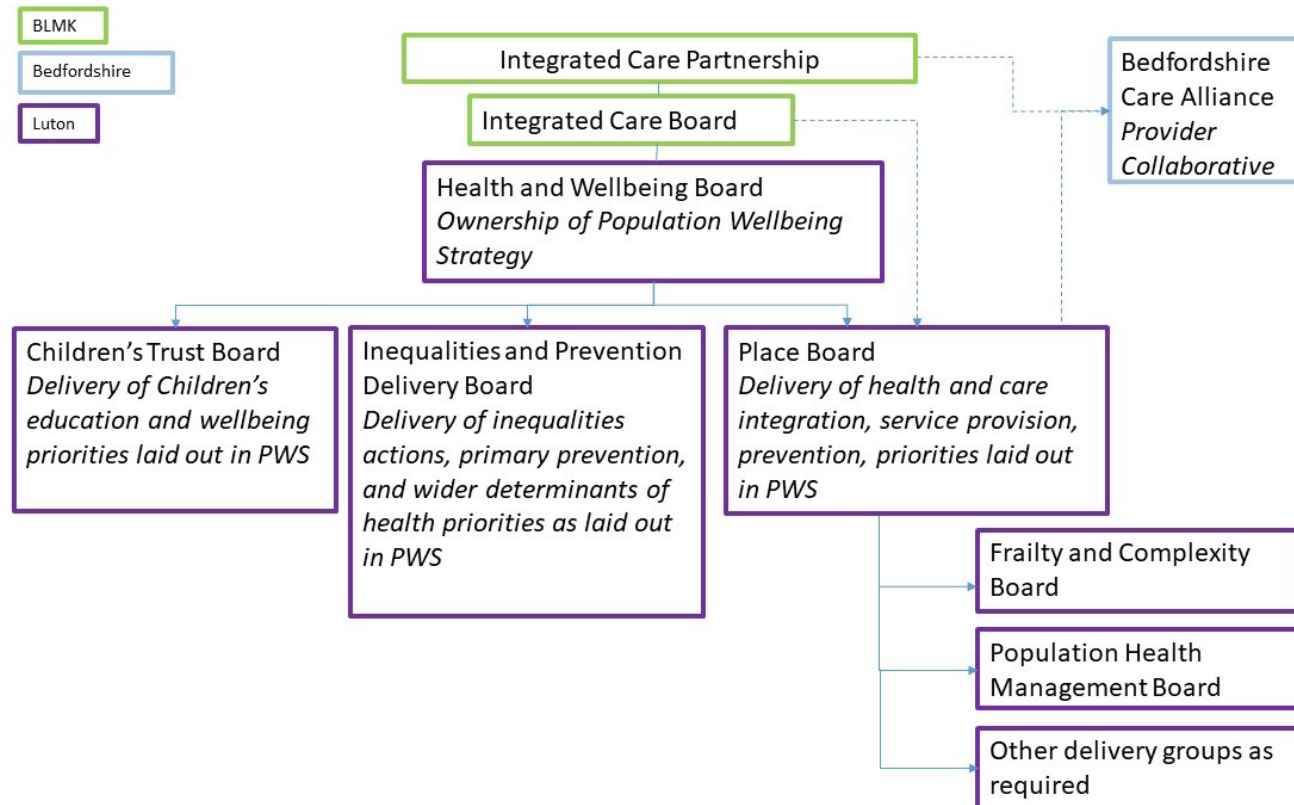 BLMK
Bedfordshire
Luton
Integrated Care Partnership
Integrated Care Board
Bedfordshire
Care Alliance
Provider
Collaborative
Health and Wellbeing Board
Ownership of Population Wellbeing
Strategy
Children’s Trust Board
Delivery of Children’s
education and wellbeing
priorities laid out in PWS
Inequalities and Prevention
Delivery Board
Delivery of inequalities
actions, primary prevention,
and wider determinants of
health priorities as laid out
in PWS
Place Board
Delivery of health and care
integration, service provision,
prevention, priorities laid out
in PWS
Frailty and Complexity
Board
Population Health
Management Board
Other delivery groups as
required